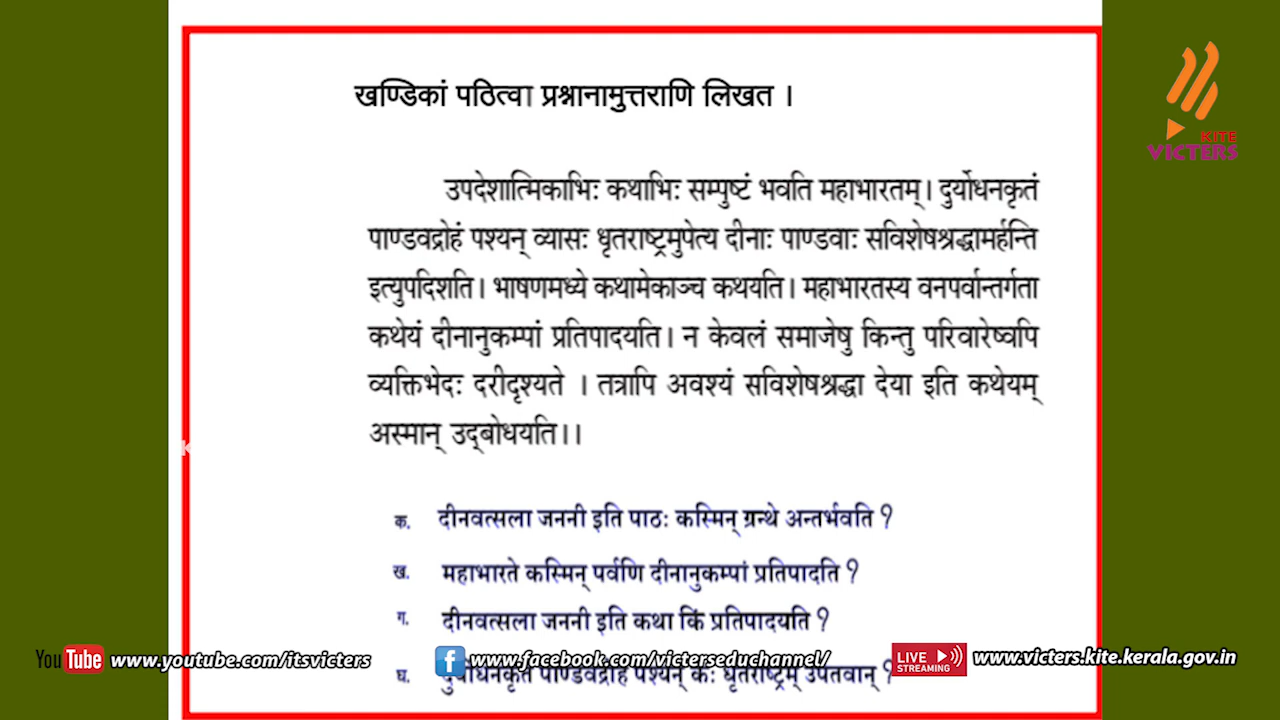 खण्डिकां पठित्वा प्रश्नानामुत्तराणि लिखत ।
KITE
VICTERS
उपदेशात्मिकाभिः कथाभिः सम्पुष्टं भवति महाभारतम्। दुर्योधनकृतं
पाण्डवद्रोहं पश्यन् व्यासः धृतराष्ट्रमुपेत्य दीनाः पाण्डवाः सविशेषश्रद्धामर्हन्ति
इत्युपदिशति। भाषणमध्ये कथामेकाञ्च कथयति। महाभारतस्य वनपर्वान्तर्गता
कथेयं दीनानुकम्पां प्रतिपादयति। न केवलं समाजेषु किन्तु परिवारेष्वपि
व्यक्तिभेदः दरीदृश्यते । तत्रापि अवश्यं सविशेषश्रद्धा देया इति कथेयम्
अस्मान् उद्‌बोधयति।।
क. दीनवत्सला जननी इति पाठः कस्मिन् ग्रन्थे अन्तर्भवति ?
ख. महाभारते कस्मिन् पर्वणि दीनानुकम्पां प्रतिपादति ?
ग. दीनवत्सला जननी इति कथा किं प्रतिपादयति ?
YouTube www.youtube.com/itsvicters f www.facebook.com/victerseduchannel/ LIVE STREAMING www.victers.kite.kerala.gov.in
घ. दुर्योधनकृतं पाण्डवद्रोहं पश्यन् कः धृतराष्ट्रम् उपतवान् ?